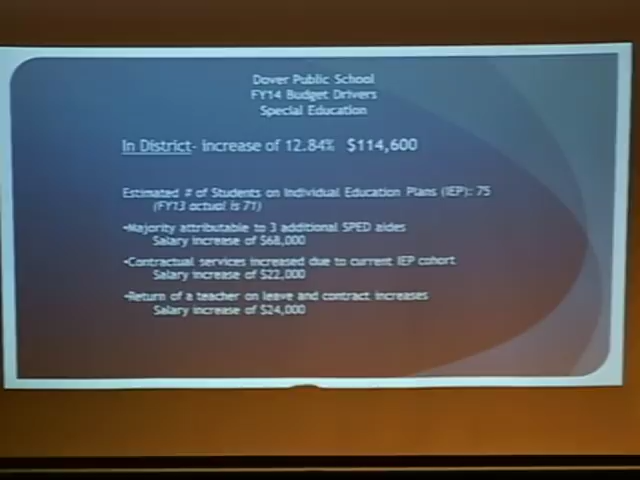 Dover Public School
FY14 Budget Drivers
Special Education
In District- increase of 12.84% $114,600
Estimated # of Students on Individual Education Plans (IEP): 75
(FY13 actual is 71)
•Majority attributable to 3 additional SPED aides
Salary increase of $68,000
•Contractual services increased due to current IEP cohort
Salary increase of $22,000
•Return of a teacher on leave and contract increases
Salary increase of $24,000